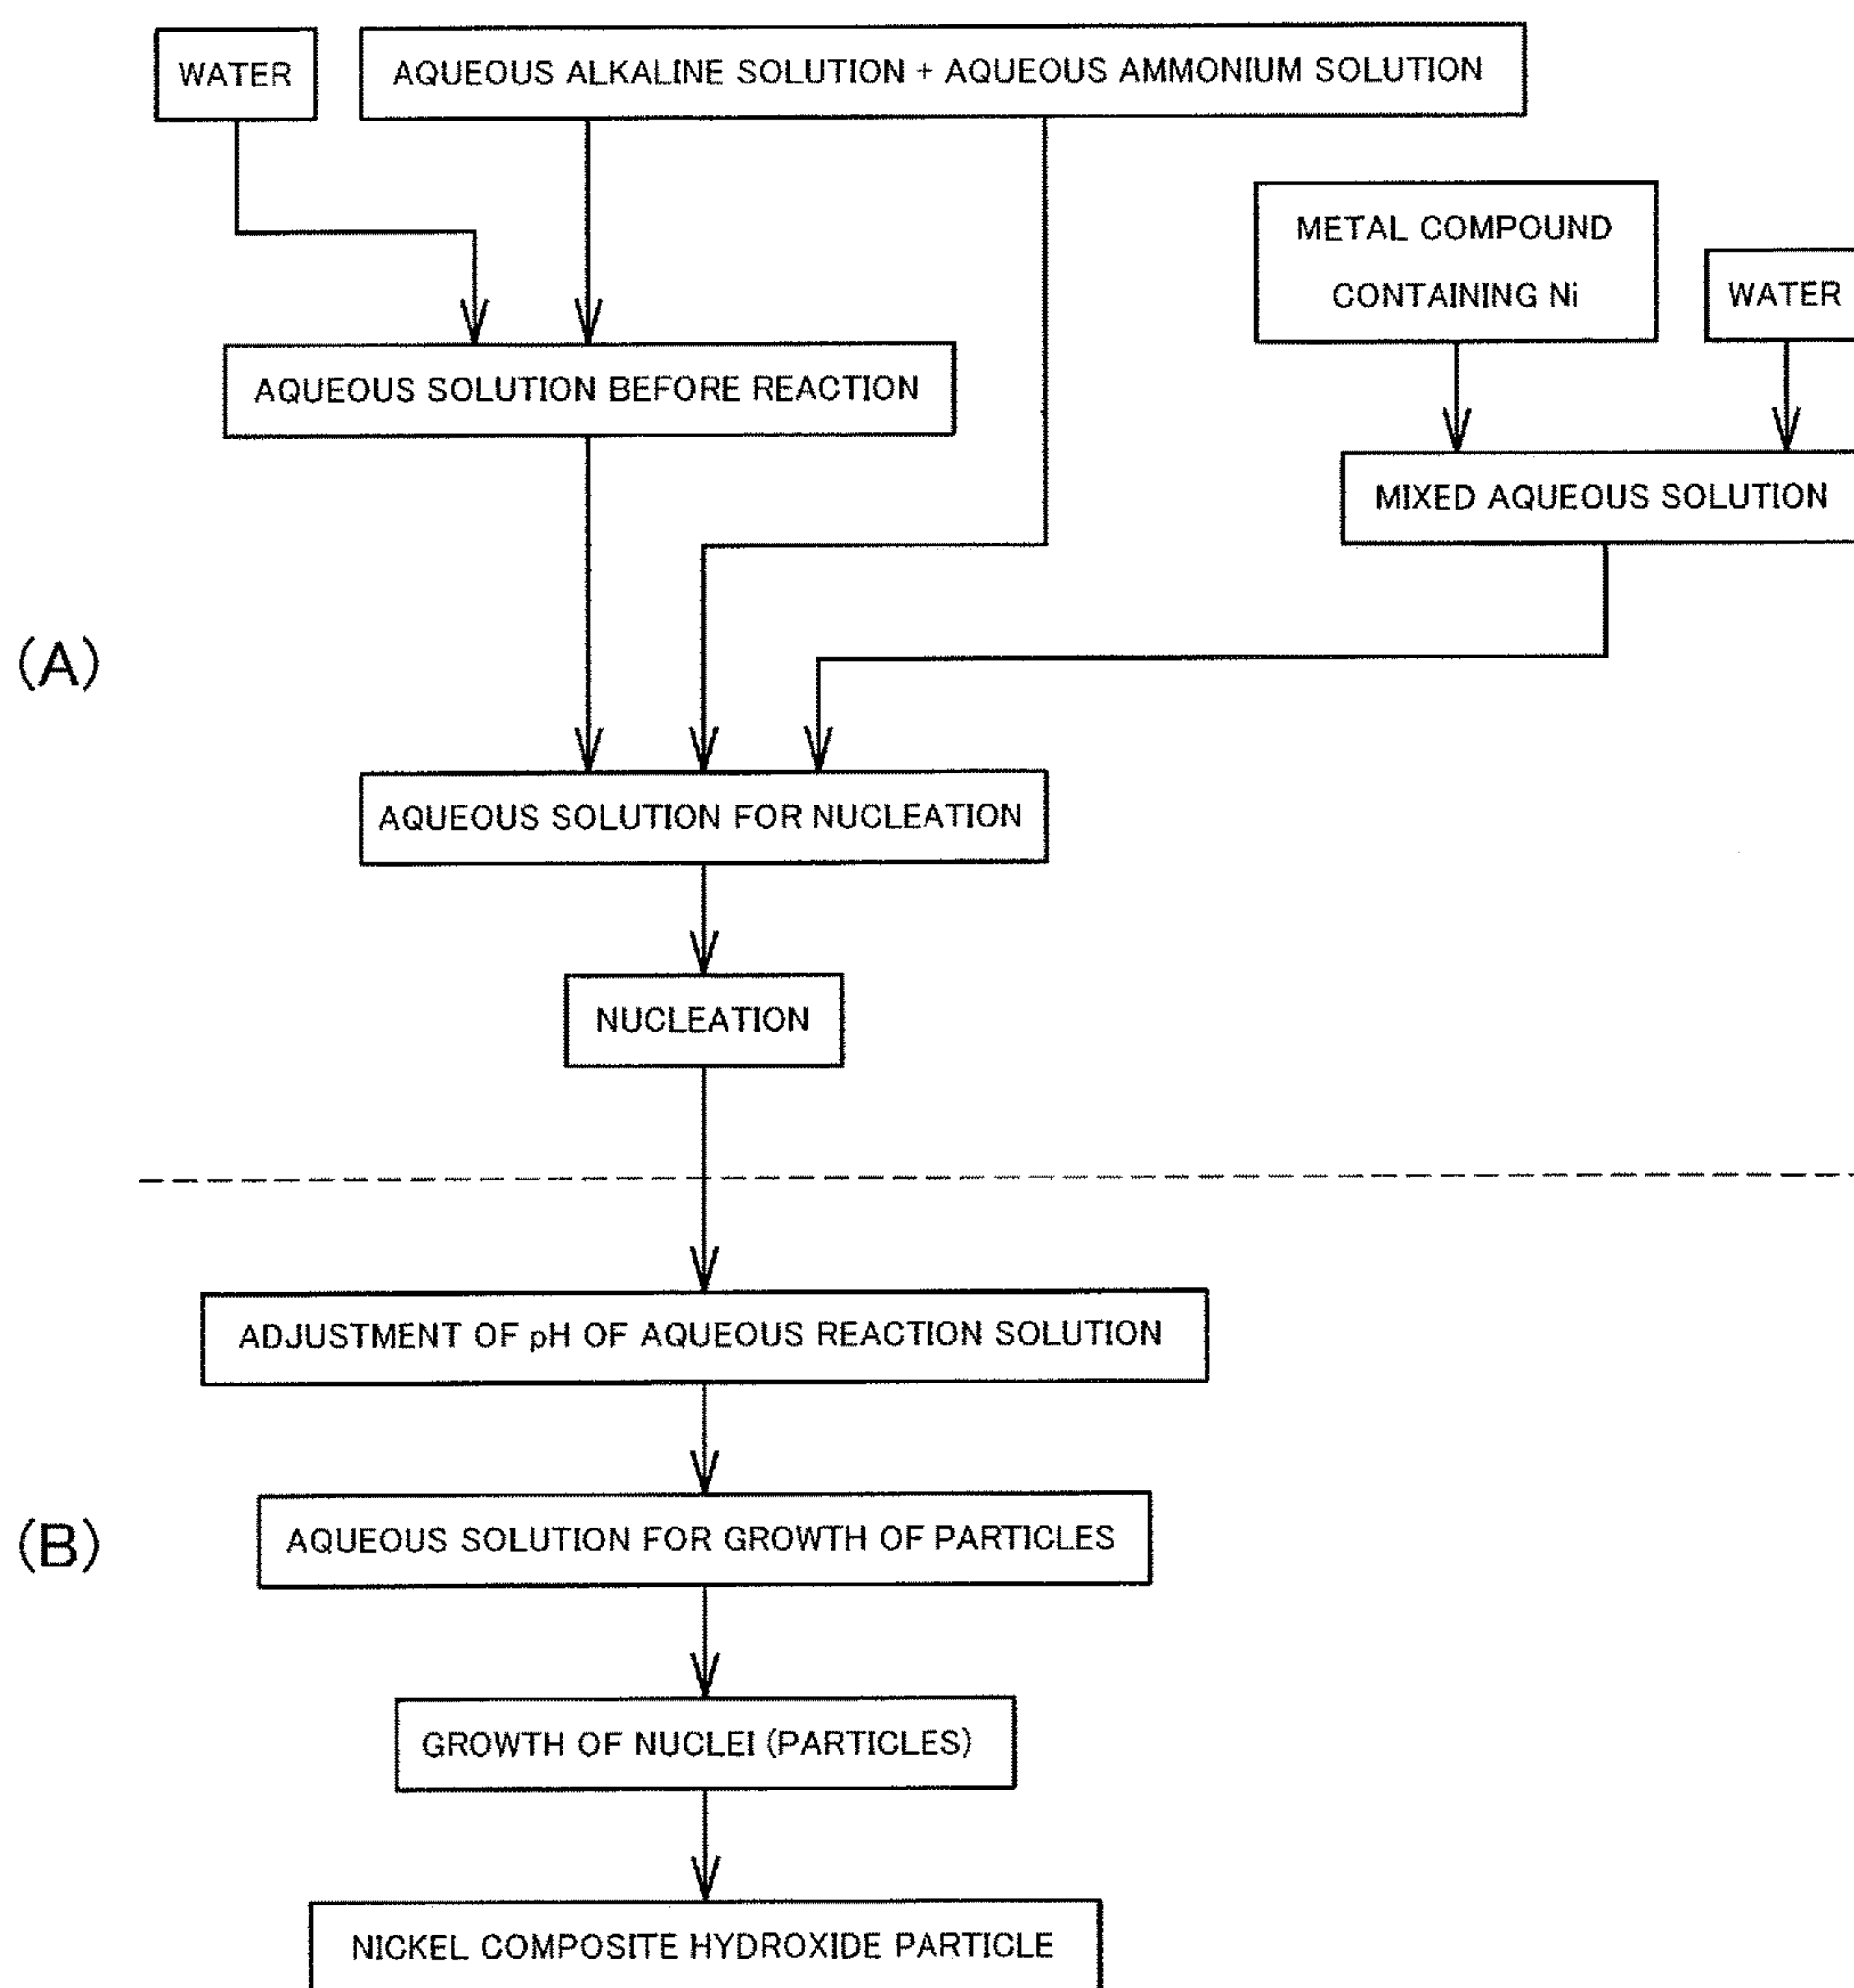 WATER
AQUEOUS ALKALINE SOLUTION + AQUEOUS AMMONIUM SOLUTION
METAL COMPOUND
CONTAINING Ni
WATER
AQUEOUS SOLUTION BEFORE REACTION
MIXED AQUEOUS SOLUTION
(A)
AQUEOUS SOLUTION FOR NUCLEATION
NUCLEATION
ADJUSTMENT OF pH OF AQUEOUS REACTION SOLUTION
(B)
AQUEOUS SOLUTION FOR GROWTH OF PARTICLES
GROWTH OF NUCLEI (PARTICLES)
NICKEL COMPOSITE HYDROXIDE PARTICLE